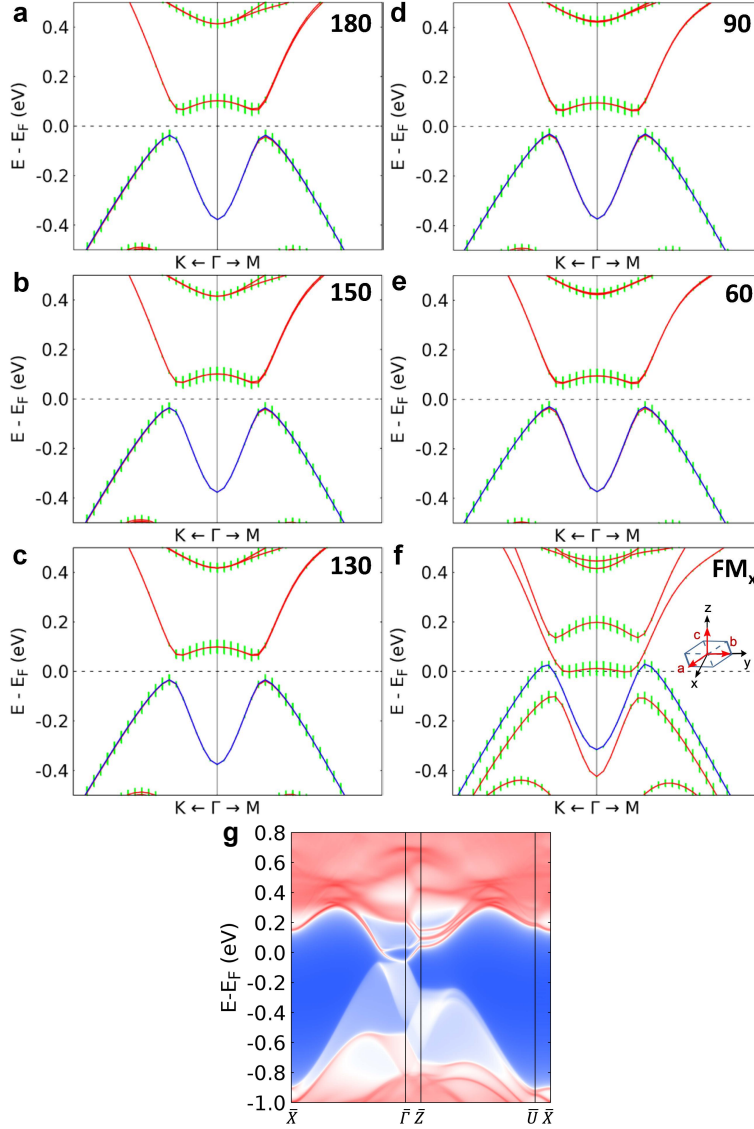 a
180
E - E_F (eV)
0.4
0.2
0.0
-0.2
-0.4
K ← Γ → M
d
90
E - E_F (eV)
0.4
0.2
0.0
-0.2
-0.4
K ← Γ → M
b
150
E - E_F (eV)
0.4
0.2
0.0
-0.2
-0.4
K ← Γ → M
e
60
E - E_F (eV)
0.4
0.2
0.0
-0.2
-0.4
K ← Γ → M
c
130
E - E_F (eV)
0.4
0.2
0.0
-0.2
-0.4
K ← Γ → M
f
FM_x
E - E_F (eV)
0.4
0.2
0.0
-0.2
-0.4
z
c
b
a
y
x
K ← Γ → M
g
E-E_F (eV)
0.8
0.6
0.4
0.2
0.0
-0.2
-0.4
-0.6
-0.8
-1.0
X̄ Γ̄ Z̄ Ū X̄